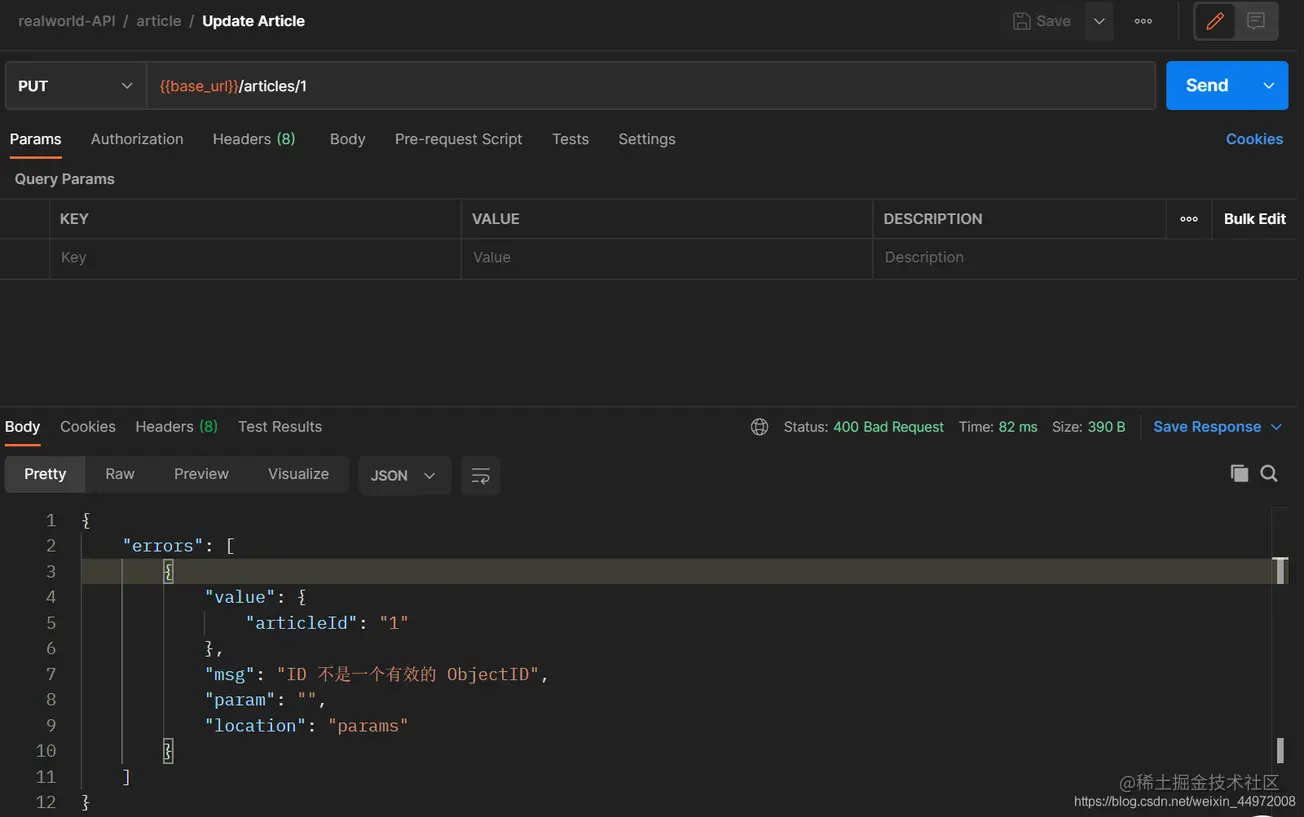 realworld-API / article / Update Article
Save
PUT
{{base_url}}/articles/1
Send
Params Authorization Headers (8) Body Pre-request Script Tests Settings Cookies
Query Params
KEY VALUE DESCRIPTION Bulk Edit
Key Value Description
Body Cookies Headers (8) Test Results Status: 400 Bad Request Time: 82 ms Size: 390 B Save Response
Pretty Raw Preview Visualize JSON
1 {
2 "errors": [
3 {
4 "value": {
5 "articleId": "1"
6 },
7 "msg": "ID 不是一个有效的 ObjectID",
8 "param": "",
9 "location": "params"
10 }
11 ]
12 }
@稀土掘金技术社区
https://blog.csdn.net/weixin_44972008